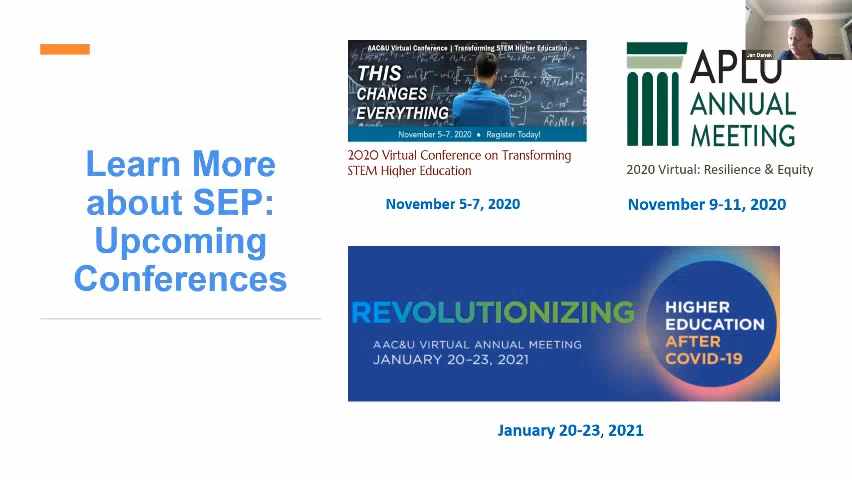 Learn More
about SEP:
Upcoming
Conferences
AAC&U Virtual Conference | Transforming STEM Higher Education
THIS
CHANGES
EVERYTHING
November 5–7, 2020 • Register Today!
2020 Virtual Conference on Transforming
STEM Higher Education
November 5-7, 2020
Jan Danek
APLU
ANNUAL
MEETING
2020 Virtual: Resilience & Equity
November 9-11, 2020
REVOLUTIONIZING
AAC&U VIRTUAL ANNUAL MEETING
JANUARY 20–23, 2021
HIGHER
EDUCATION
AFTER
COVID-19
January 20-23, 2021